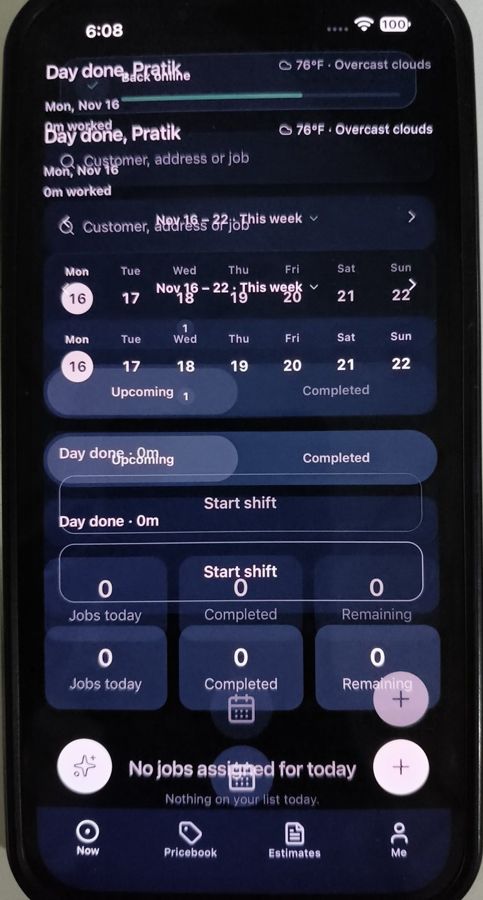 6:08
100
Day done, Pratik
76°F · Overcast clouds
Back online
Mon, Nov 16
0m worked
Day done, Pratik
76°F · Overcast clouds
Customer, address or job
Mon, Nov 16
0m worked
Nov 16 – 22 · This week
Customer, address or job
Mon Tue Wed Thu Fri Sat Sun
Nov 16 – 22 · This week
16 17 18 19 20 21 22
1
Mon Tue Wed Thu Fri Sat Sun
16 17 18 19 20 21 22
Upcoming Completed
1
Day done · 0m
Upcoming Completed
Start shift
Day done · 0m
Start shift
0 0 0
Jobs today Completed Remaining
0 0 0
Jobs today Completed Remaining
No jobs assigned for today
Nothing on your list today.
Now Pricebook Estimates Me